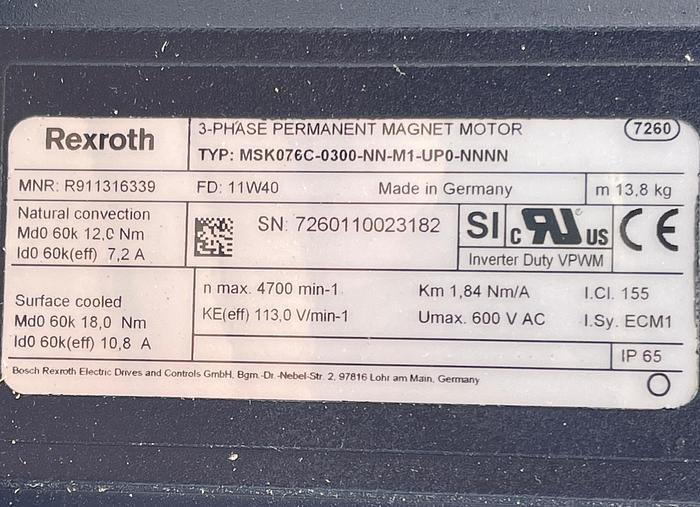 Rexroth
3-PHASE PERMANENT MAGNET MOTOR
7260
TYP: MSK076C-0300-NN-M1-UP0-NNNN
MNR: R911316339
FD: 11W40
Made in Germany
m 13,8 kg
Natural convection
Md0 60k 12,0 Nm
Id0 60k(eff) 7,2 A
SN: 7260110023182
SI
c RU US
CE
Inverter Duty VPWM
Surface cooled
Md0 60k 18,0 Nm
Id0 60k(eff) 10,8 A
n max. 4700 min-1
Km 1,84 Nm/A
I.Cl. 155
KE(eff) 113,0 V/min-1
Umax. 600 V AC
I.Sy. ECM1
IP 65
Bosch Rexroth Electric Drives and Controls GmbH, Bgm.-Dr.-Nebel-Str. 2, 97816 Lohr am Main, Germany